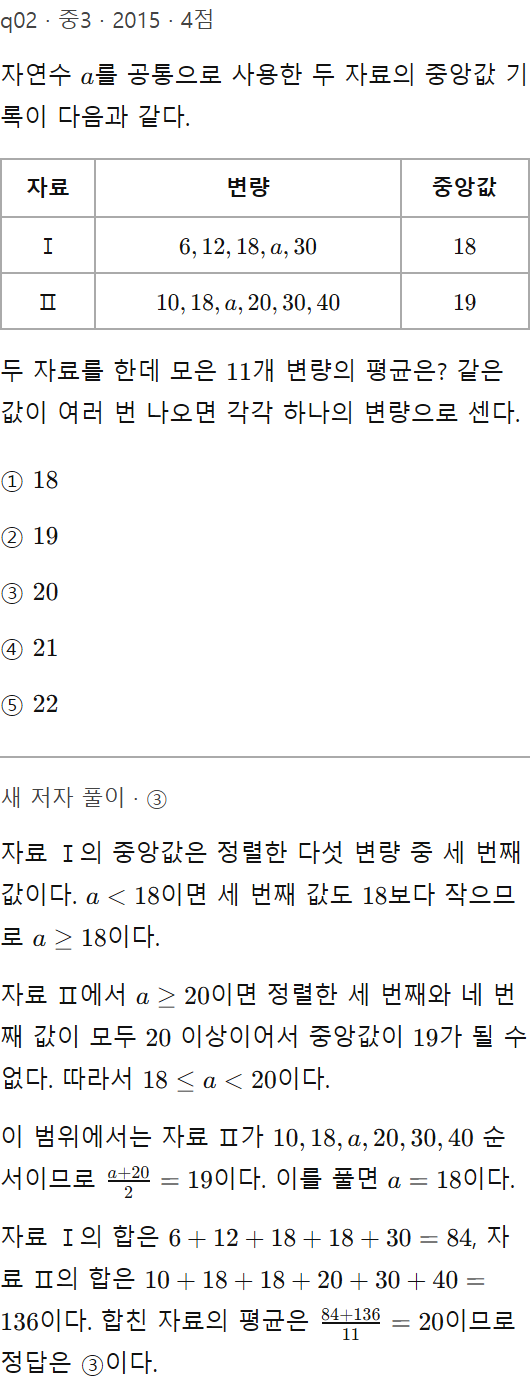 q02 · 중3 · 2015 · 4점
자연수 a를 공통으로 사용한 두 자료의 중앙값 기
록이 다음과 같다.
자료 변량 중앙값
Ⅰ 6, 12, 18, a, 30 18
Ⅱ 10, 18, a, 20, 30, 40 19
두 자료를 한데 모은 11개 변량의 평균은? 같은
값이 여러 번 나오면 각각 하나의 변량으로 센다.
① 18
② 19
③ 20
④ 21
⑤ 22
새 저자 풀이 · ③
자료 Ⅰ의 중앙값은 정렬한 다섯 변량 중 세 번째
값이다. a < 18이면 세 번째 값도 18보다 작으므
로 a ≥ 18이다.
자료 Ⅱ에서 a ≥ 20이면 정렬한 세 번째와 네 번
째 값이 모두 20 이상이어서 중앙값이 19가 될 수
없다. 따라서 18 ≤ a < 20이다.
이 범위에서는 자료 Ⅱ가 10, 18, a, 20, 30, 40 순
서이므로 \frac{a+20}{2} = 19이다. 이를 풀면 a = 18이다.
자료 Ⅰ의 합은 6 + 12 + 18 + 18 + 30 = 84, 자
료 Ⅱ의 합은 10 + 18 + 18 + 20 + 30 + 40 =
136이다. 합친 자료의 평균은 \frac{84+136}{11} = 20이므로
정답은 ③이다.